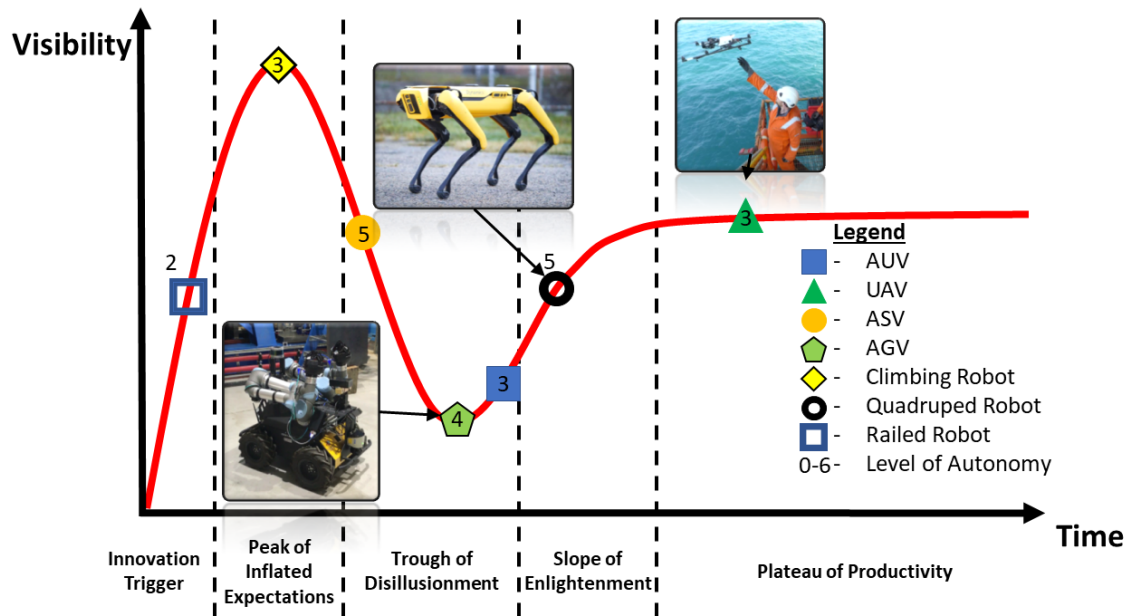 Visibility
3
2
5
5
3
4
3
Legend
- AUV
- UAV
- ASV
- AGV
- Climbing Robot
- Quadruped Robot
- Railed Robot
0-6- Level of Autonomy
Time
Innovation
Trigger
Peak of
Inflated
Expectations
Trough of
Disillusionment
Slope of
Enlightenment
Plateau of Productivity